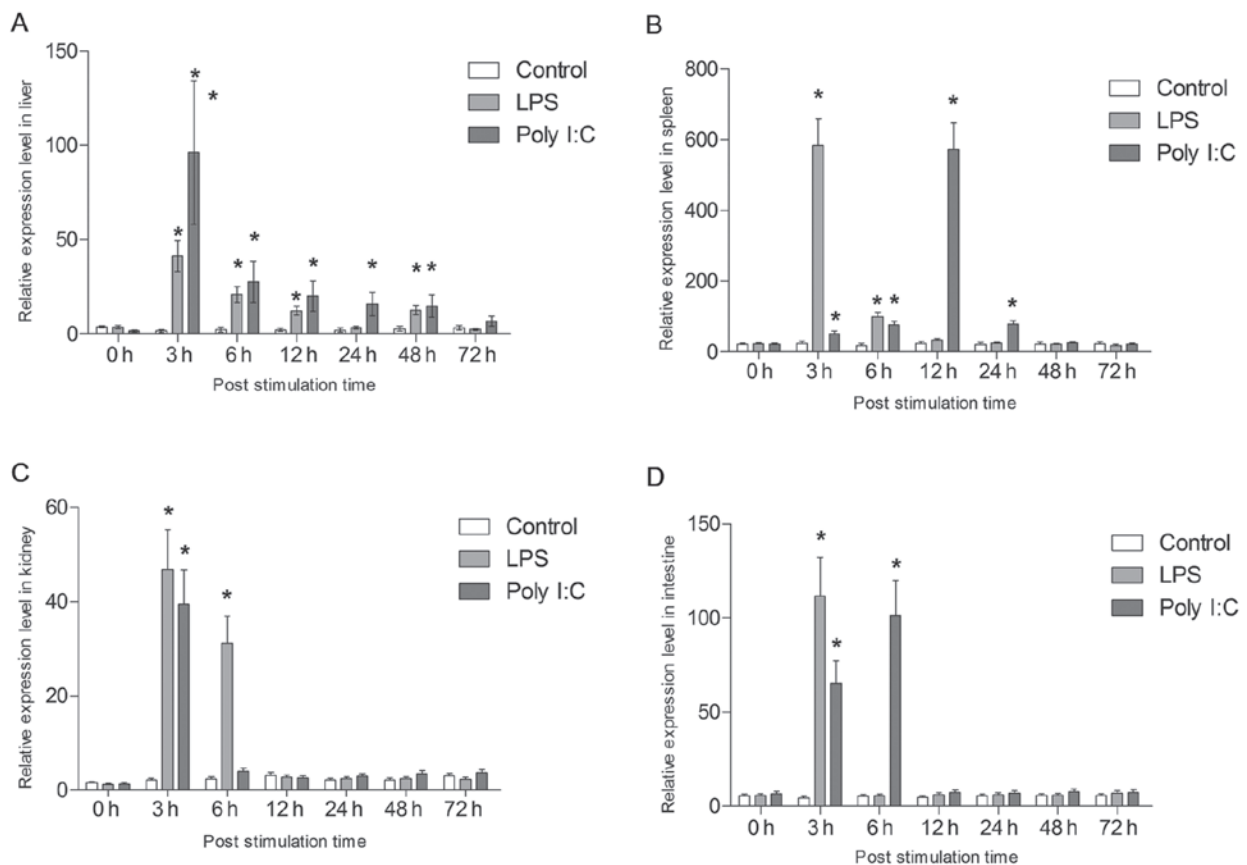 A
Relative expression level in liver
150
100
50
0
* * * * * * * * * * *
Control
LPS
Poly I:C
0 h 3 h 6 h 12 h 24 h 48 h 72 h
Post stimulation time
B
Relative expression level in spleen
800
600
400
200
0
* * * * * *
Control
LPS
Poly I:C
0 h 3 h 6 h 12 h 24 h 48 h 72 h
Post stimulation time
C
Relative expression level in kidney
60
40
20
0
* * *
Control
LPS
Poly I:C
0 h 3 h 6 h 12 h 24 h 48 h 72 h
Post stimulation time
D
Relative expression level in intestine
150
100
50
0
* * *
Control
LPS
Poly I:C
0 h 3 h 6 h 12 h 24 h 48 h 72 h
Post stimulation time